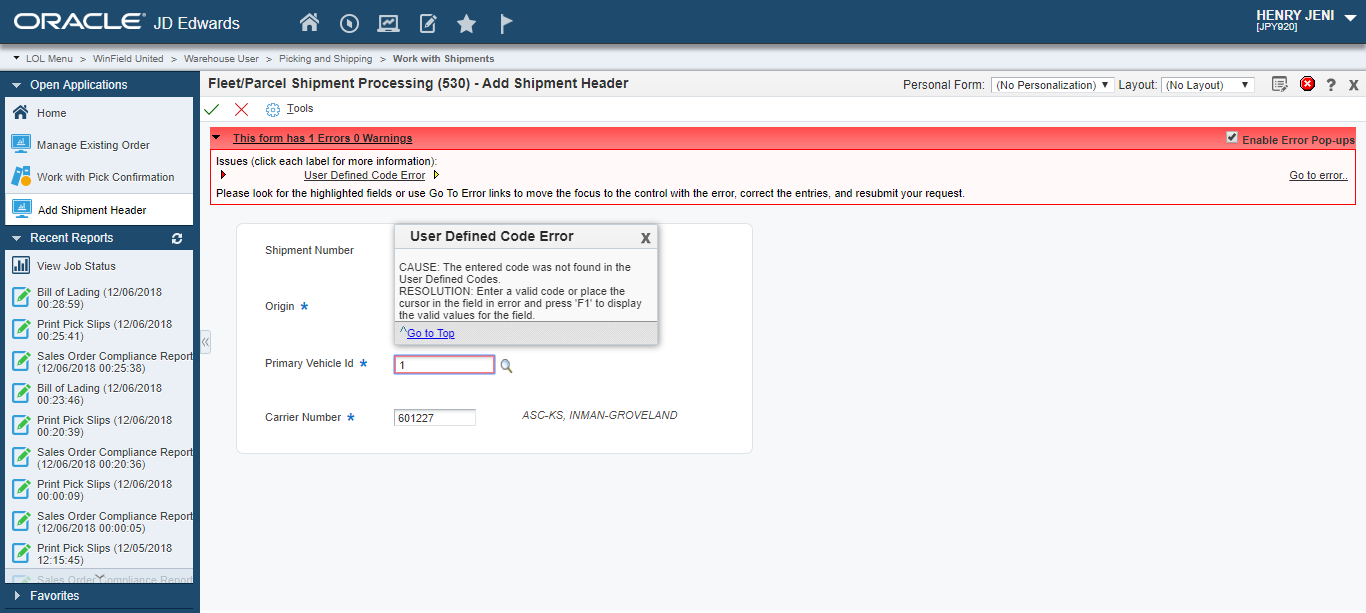 ORACLE® JD Edwards
HENRY JENI
[JPY920]
LOL Menu > WinField United > Warehouse User > Picking and Shipping > Work with Shipments
Open Applications
Home
Manage Existing Order
Work with Pick Confirmation
Add Shipment Header
Recent Reports
View Job Status
Bill of Lading (12/06/2018
00:28:59)
Print Pick Slips (12/06/2018
00:25:41)
Sales Order Compliance Report
(12/06/2018 00:25:38)
Bill of Lading (12/06/2018
00:23:46)
Print Pick Slips (12/06/2018
00:20:39)
Sales Order Compliance Report
(12/06/2018 00:20:36)
Print Pick Slips (12/06/2018
00:00:09)
Sales Order Compliance Report
(12/06/2018 00:00:05)
Print Pick Slips (12/05/2018
12:15:45)
Sales Order Compliance Report
Favorites
Fleet/Parcel Shipment Processing (530) - Add Shipment Header
Personal Form: (No Personalization) Layout: (No Layout)
Tools
This form has 1 Errors 0 Warnings
Enable Error Pop-ups
Issues (click each label for more information):
User Defined Code Error
Go to error..
Please look for the highlighted fields or use Go To Error links to move the focus to the control with the error, correct the entries, and resubmit your request.
Shipment Number
User Defined Code Error X
CAUSE: The entered code was not found in the
User Defined Codes.
RESOLUTION: Enter a valid code or place the
cursor in the field in error and press 'F1' to display
the valid values for the field.
^Go to Top
Origin *
Primary Vehicle Id * 1
Carrier Number * 601227 ASC-KS, INMAN-GROVELAND